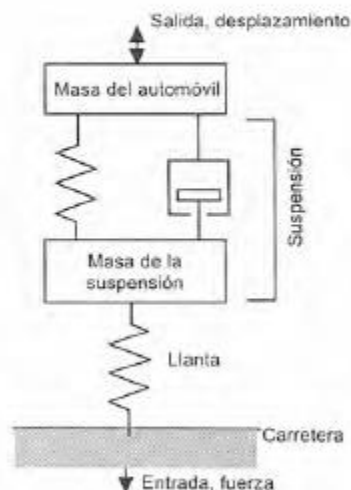 Salida, desplazamiento
Masa del automóvil
Suspensión
Masa de la
suspensión
Llanta
Carretera
Entrada, fuerza